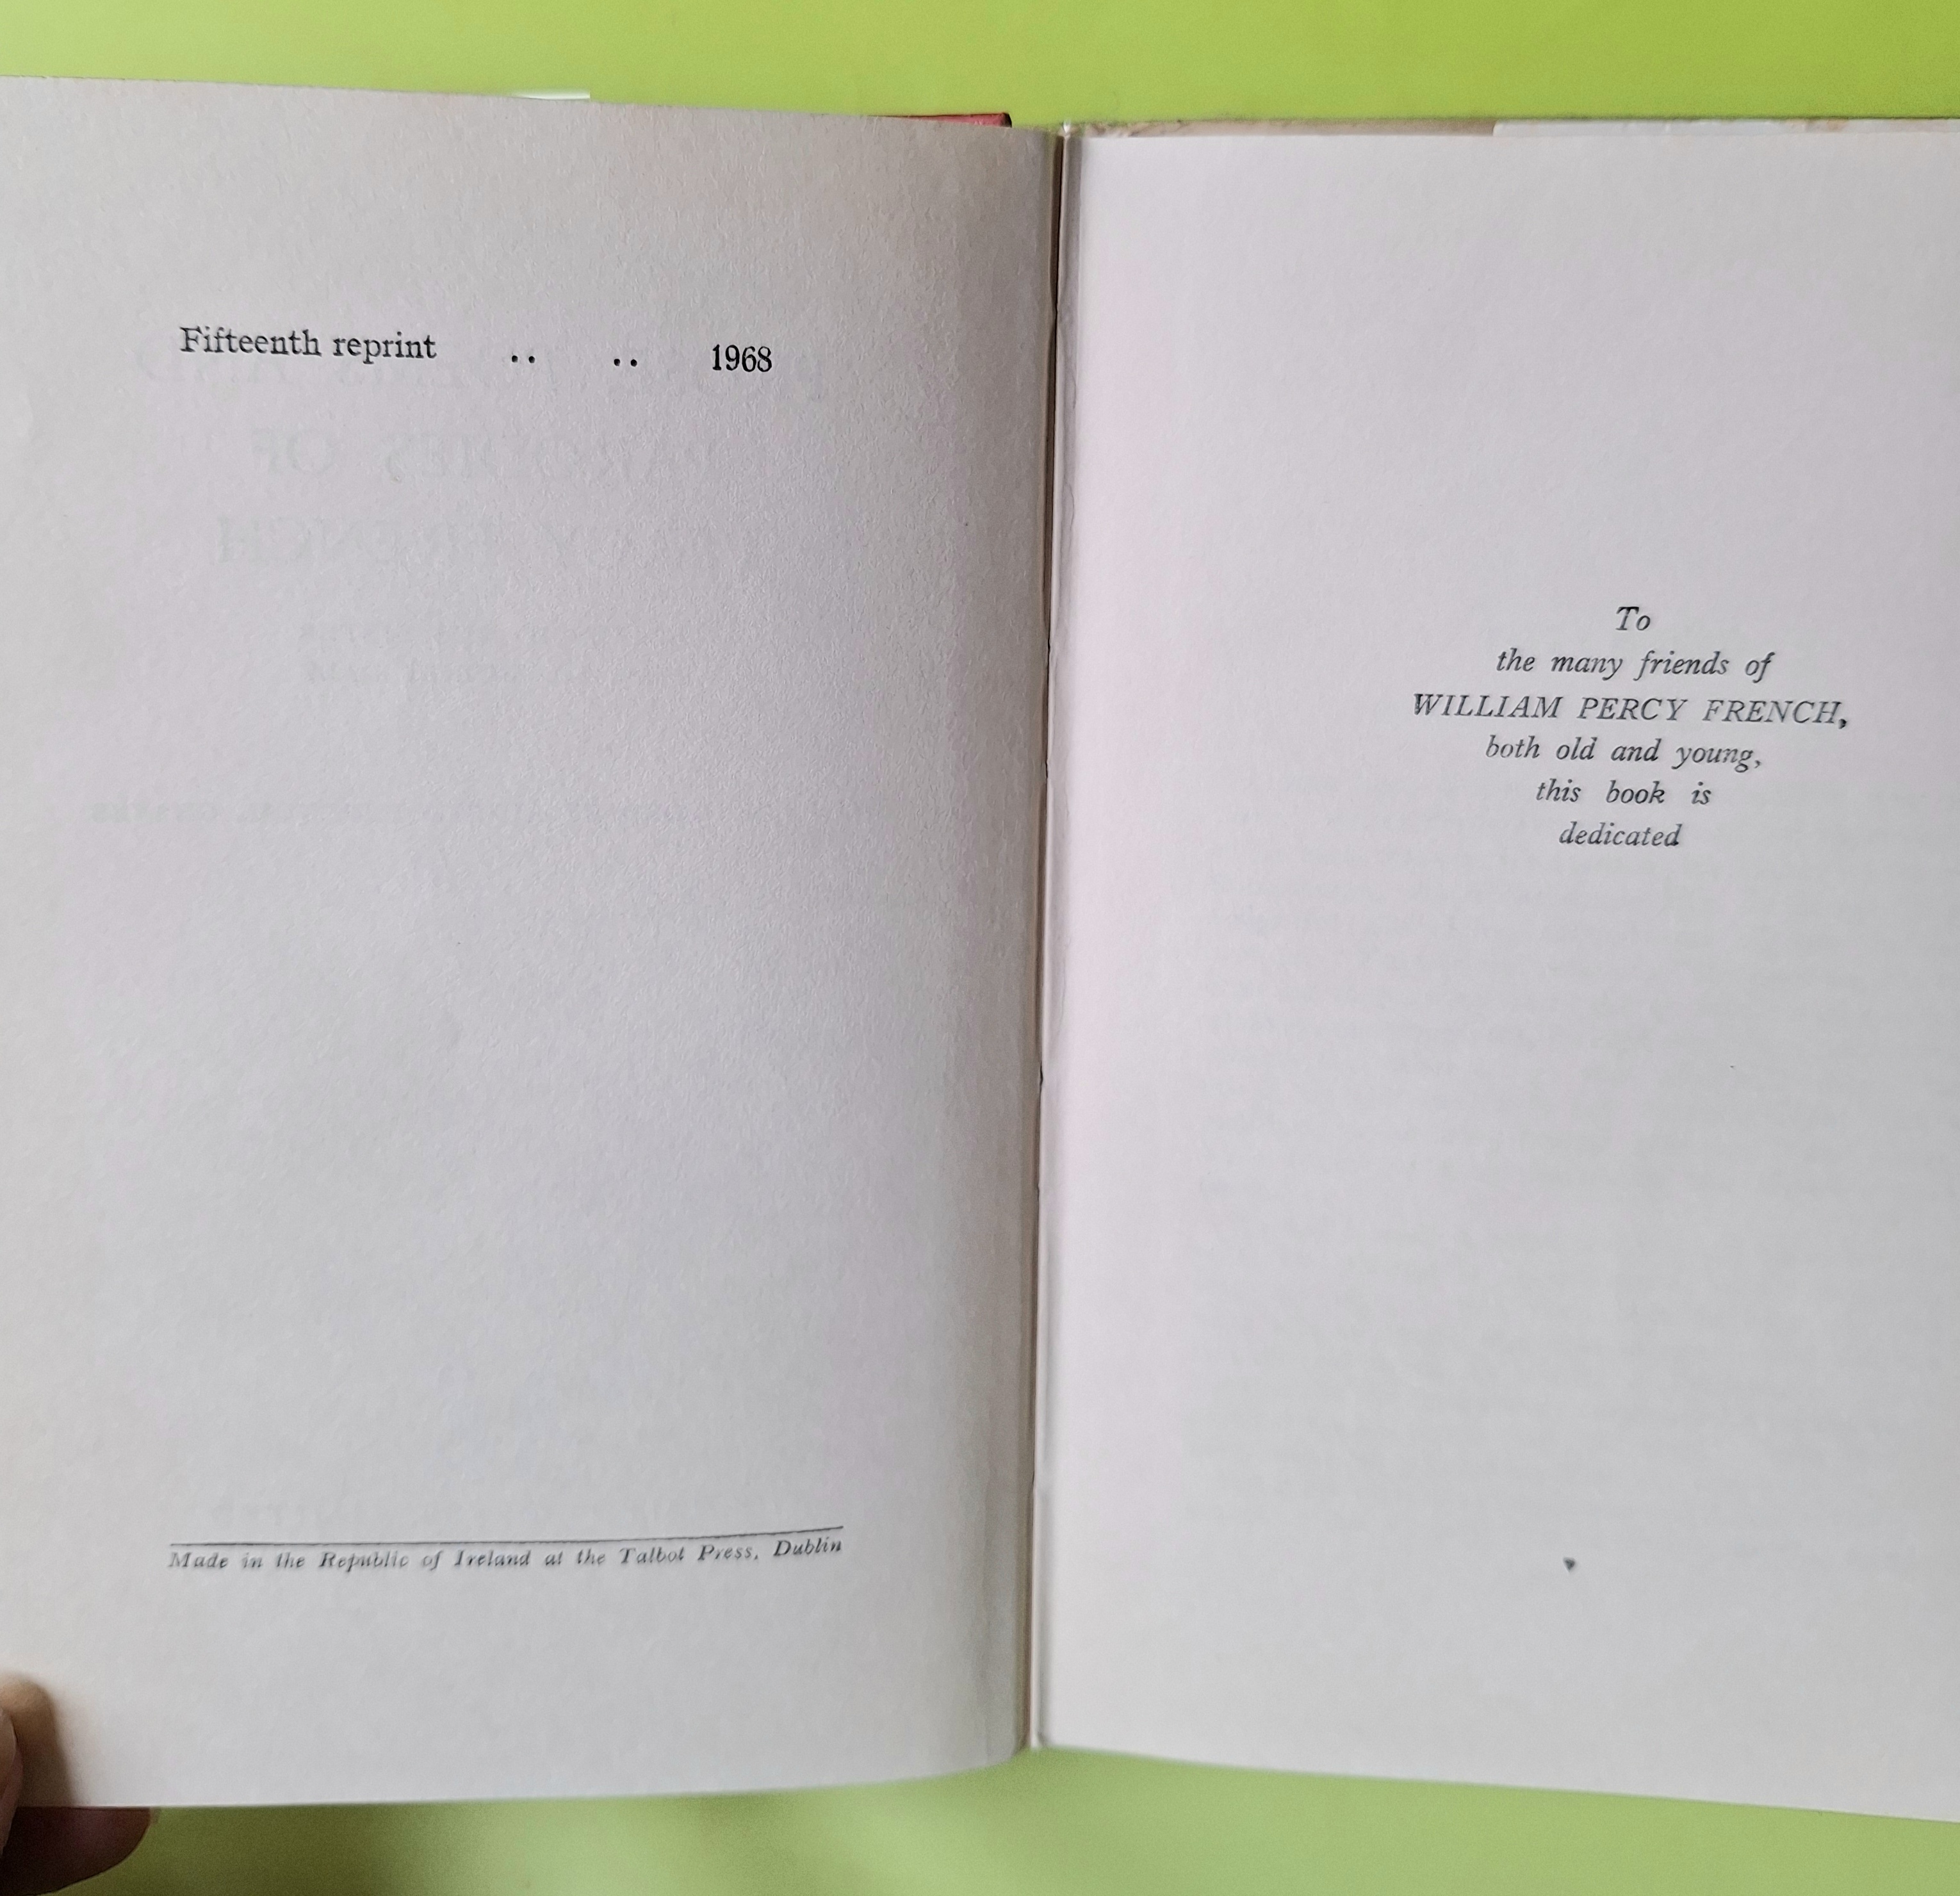 Fifteenth reprint .. .. 1968
Made in the Republic of Ireland at the Talbot Press, Dublin
To
the many friends of
WILLIAM PERCY FRENCH,
both old and young,
this book is
dedicated